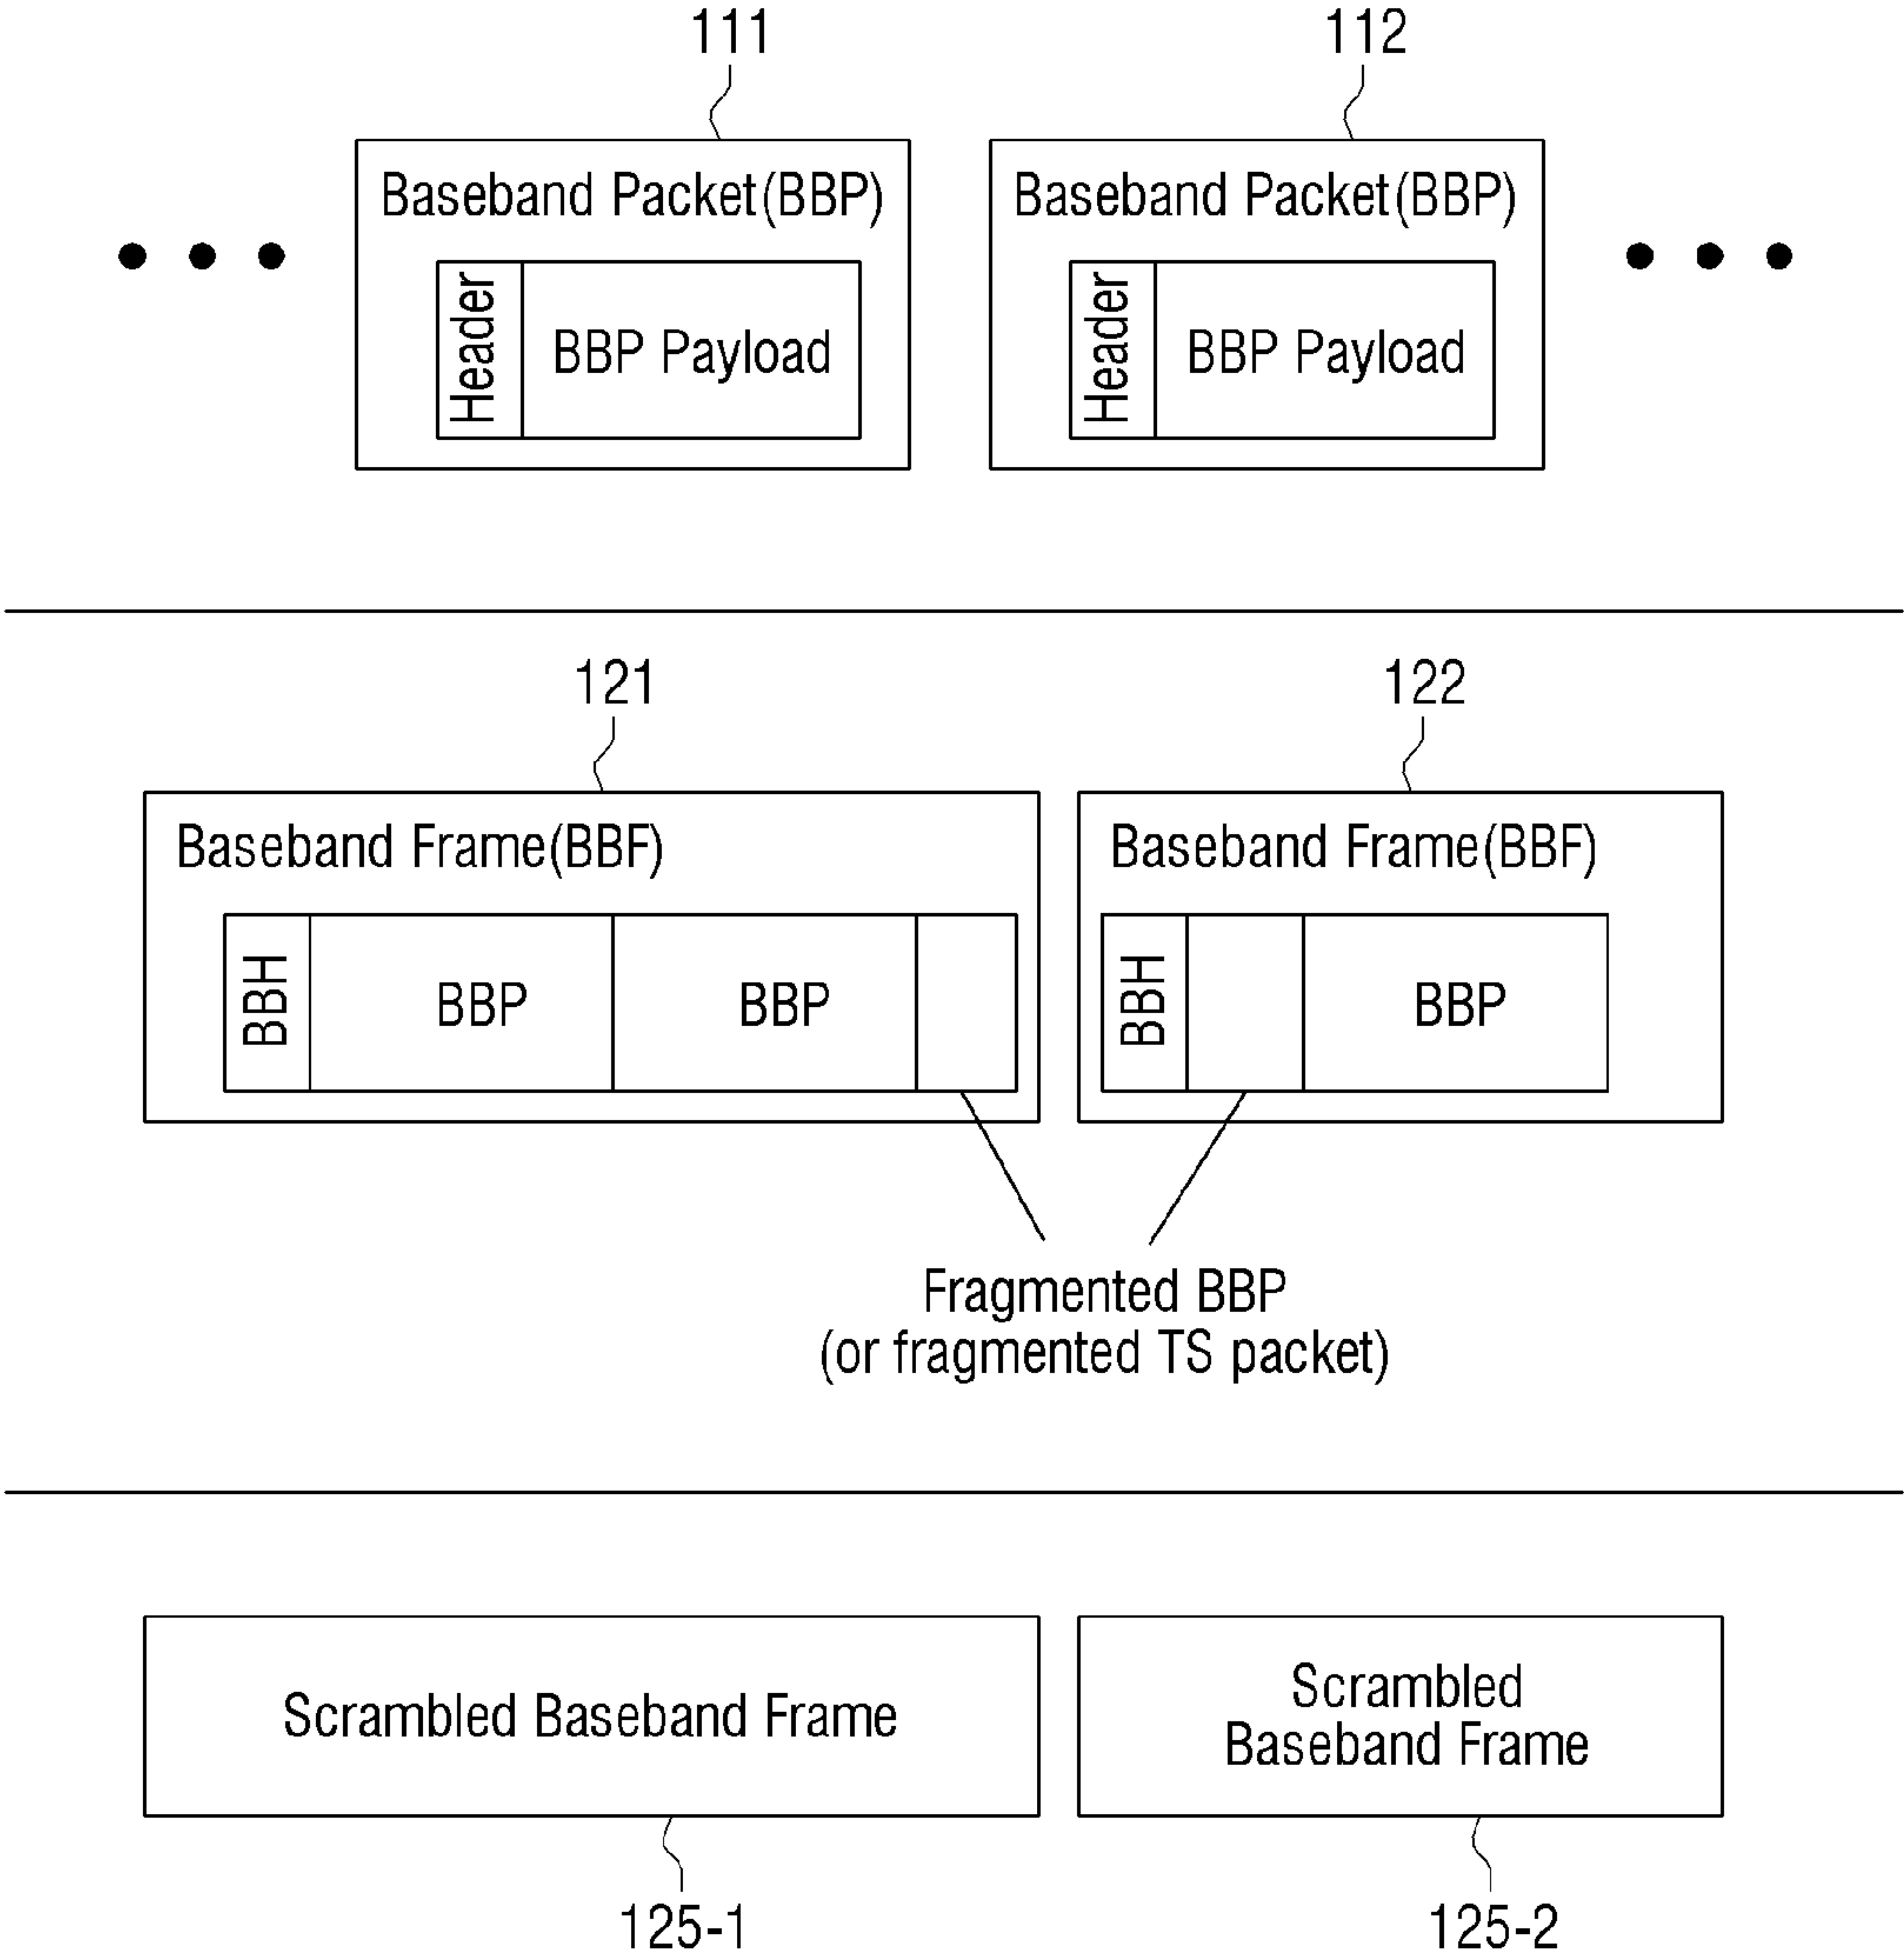 111
112
Baseband Packet(BBP)
Baseband Packet(BBP)
Header
BBP Payload
Header
BBP Payload
121
122
Baseband Frame(BBF)
Baseband Frame(BBF)
BBH
BBP
BBP
BBH
BBP
Fragmented BBP
(or fragmented TS packet)
Scrambled Baseband Frame
Scrambled
Baseband Frame
125-1
125-2